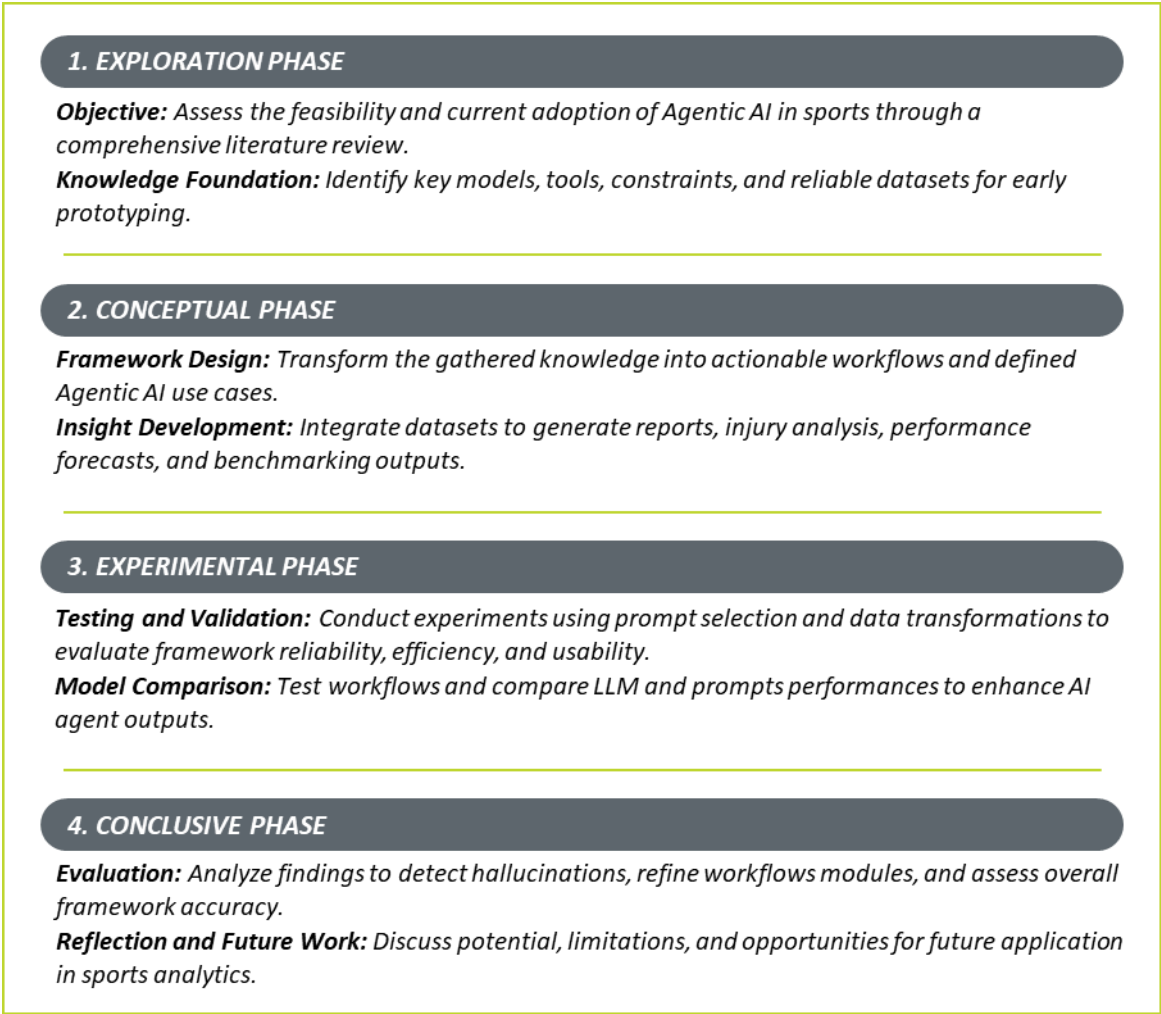 1. EXPLORATION PHASE
Objective: Assess the feasibility and current adoption of Agentic AI in sports through a
comprehensive literature review.
Knowledge Foundation: Identify key models, tools, constraints, and reliable datasets for early
prototyping.
2. CONCEPTUAL PHASE
Framework Design: Transform the gathered knowledge into actionable workflows and defined
Agentic AI use cases.
Insight Development: Integrate datasets to generate reports, injury analysis, performance
forecasts, and benchmarking outputs.
3. EXPERIMENTAL PHASE
Testing and Validation: Conduct experiments using prompt selection and data transformations to
evaluate framework reliability, efficiency, and usability.
Model Comparison: Test workflows and compare LLM and prompts performances to enhance AI
agent outputs.
4. CONCLUSIVE PHASE
Evaluation: Analyze findings to detect hallucinations, refine workflows modules, and assess overall
framework accuracy.
Reflection and Future Work: Discuss potential, limitations, and opportunities for future application
in sports analytics.